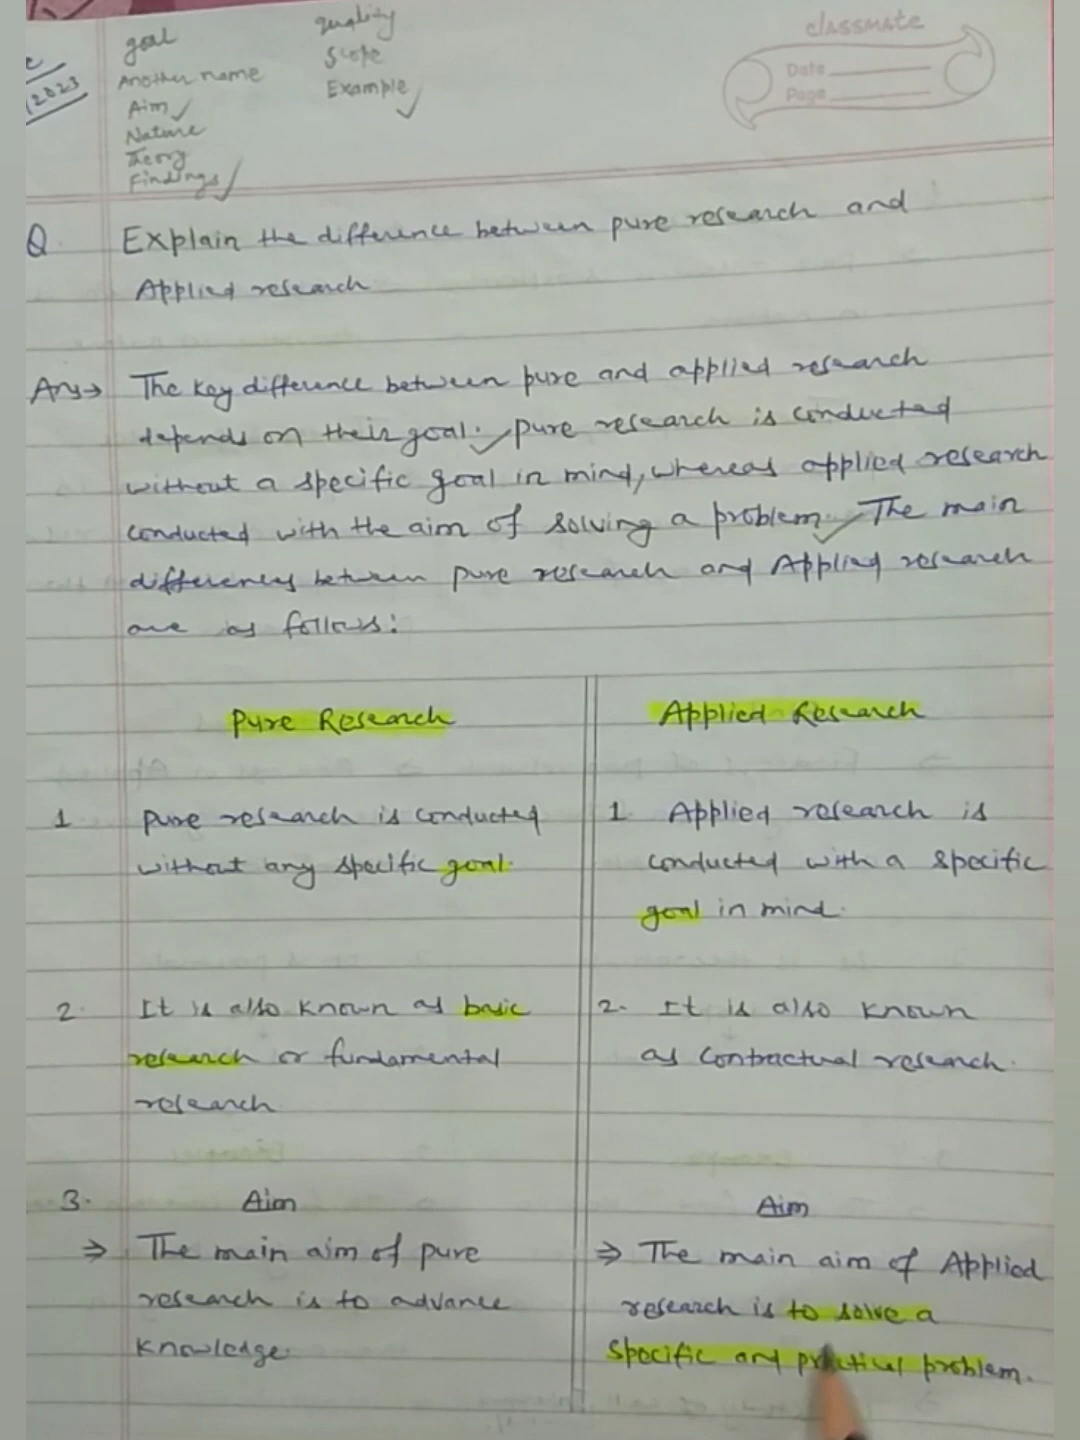 goal
Another name
Aim ✓
Nature
Theory
Findings ✓
quality
Scope
Example ✓
classmate
Date
Page
2023
Q. Explain the difference between pure research and
Applied research
Ans→ The key difference between pure and applied research
depends on their goal. pure research is conducted
without a specific goal in mind, whereas applied research
conducted with the aim of solving a problem. The main
differences between pure research and Applied research
are as follows:
Pure Research
1. pure research is conducted
without any specific goal.
2. It is also known as basic
research or fundamental
research
3. Aim
⇒ The main aim of pure
research is to advance
knowledge.
Applied Research
1. Applied research is
conducted with a specific
goal in mind.
2. It is also known
as contractual research.
Aim
⇒ The main aim of Applied
research is to solve a
specific and practical problem.